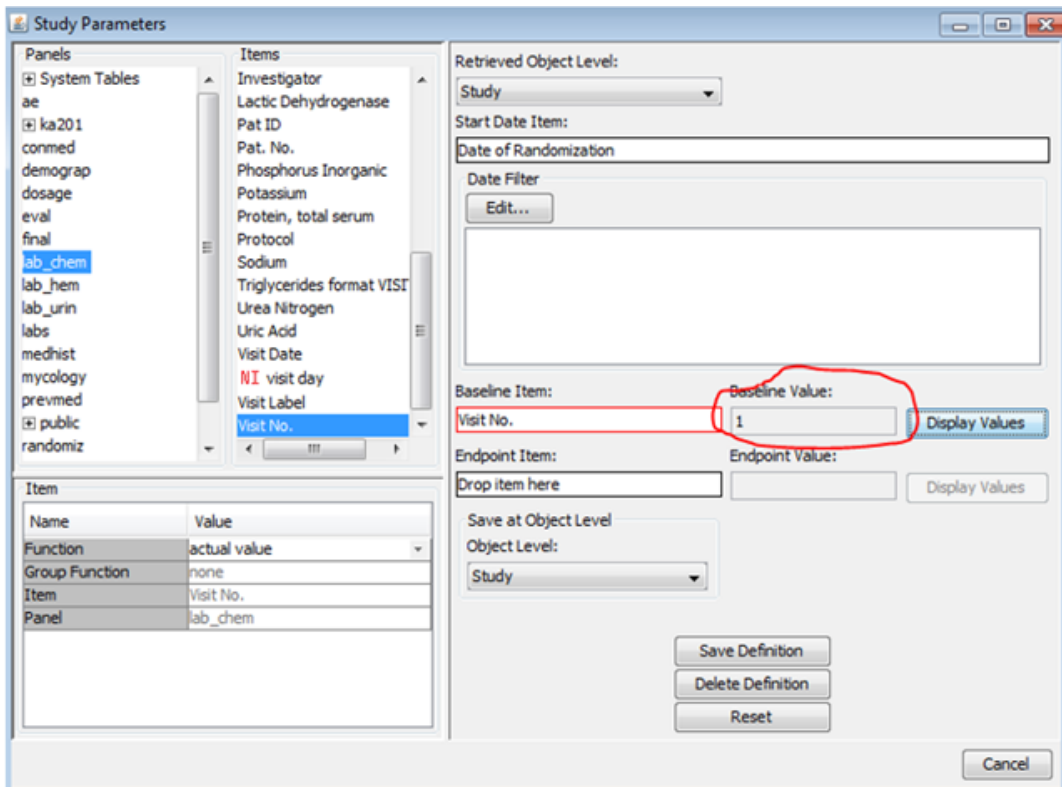 Study Parameters
Panels
System Tables
ae
ka201
conmed
demograp
dosage
eval
final
lab_chem
lab_hem
lab_urin
labs
medhist
mycology
prevmed
public
randomiz
Items
Investigator
Lactic Dehydrogenase
Pat ID
Pat. No.
Phosphorus Inorganic
Potassium
Protein, total serum
Protocol
Sodium
Triglycerides format VISIT
Urea Nitrogen
Uric Acid
Visit Date
NI visit day
Visit Label
Visit No.
Item
Name Value
Function actual value
Group Function none
Item Visit No.
Panel lab_chem
Retrieved Object Level:
Study
Start Date Item:
Date of Randomization
Date Filter
Edit...
Baseline Item: Baseline Value:
Visit No. 1 Display Values
Endpoint Item: Endpoint Value:
Drop item here Display Values
Save at Object Level
Object Level:
Study
Save Definition
Delete Definition
Reset
Cancel